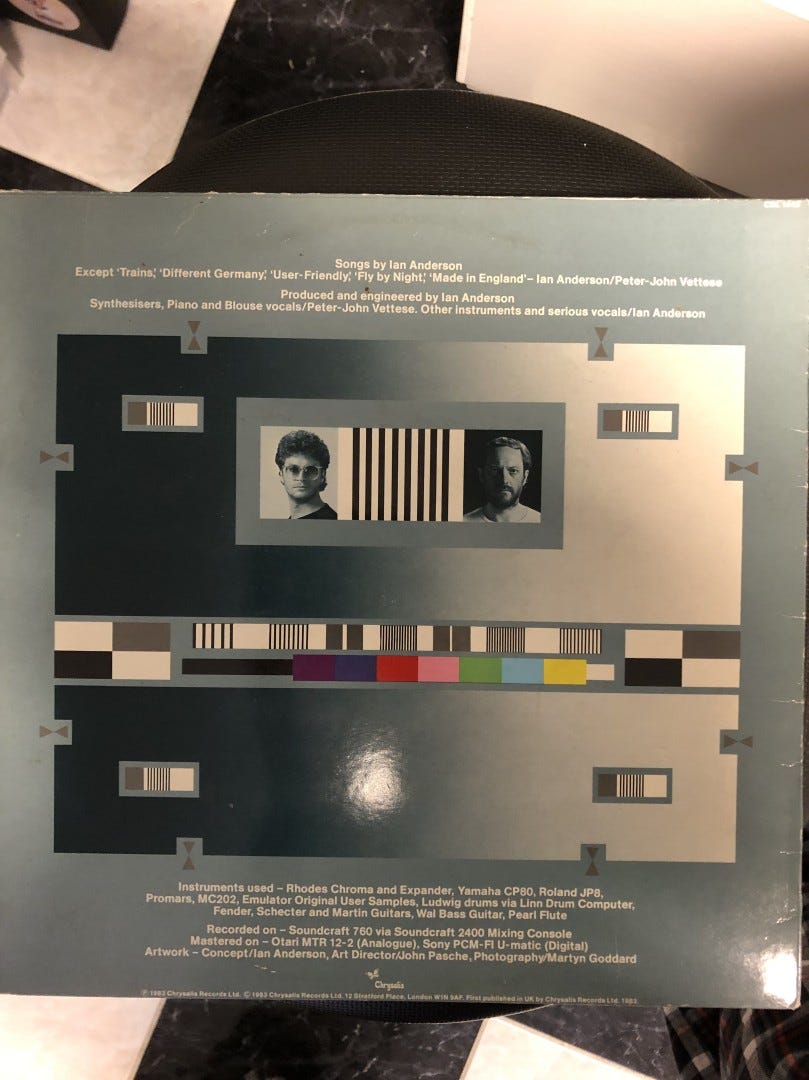 Songs by Ian Anderson
Except 'Trains', 'Different Germany', 'User-Friendly', 'Fly by Night', 'Made in England' – Ian Anderson/Peter-John Vettese
Produced and engineered by Ian Anderson
Synthesisers, Piano and Blouse vocals/Peter-John Vettese. Other instruments and serious vocals/Ian Anderson
Instruments used – Rhodes Chroma and Expander, Yamaha CP80, Roland JP8,
Promars, MC202, Emulator Original User Samples, Ludwig drums via Linn Drum Computer,
Fender, Schecter and Martin Guitars, Wal Bass Guitar, Pearl Flute
Recorded on – Soundcraft 760 via Soundcraft 2400 Mixing Console
Mastered on – Otari MTR 12-2 (Analogue), Sony PCM-FI U-matic (Digital)
Artwork – Concept/Ian Anderson, Art Director/John Pasche, Photography/Martyn Goddard
Chrysalis
℗ 1983 Chrysalis Records Ltd. © 1983 Chrysalis Records Ltd. 12 Stratford Place, London W1N 9AF. First published in UK by Chrysalis Records Ltd. 1983.